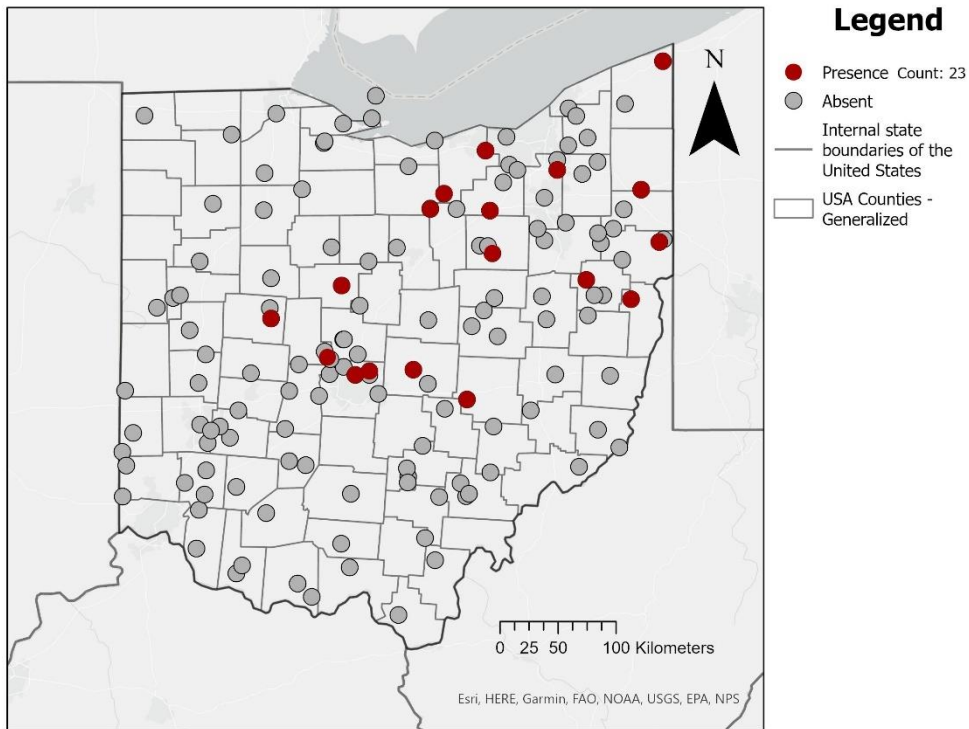 Legend
N
Presence Count: 23
Absent
Internal state
boundaries of the
United States
USA Counties -
Generalized
0 25 50 100 Kilometers
Esri, HERE, Garmin, FAO, NOAA, USGS, EPA, NPS